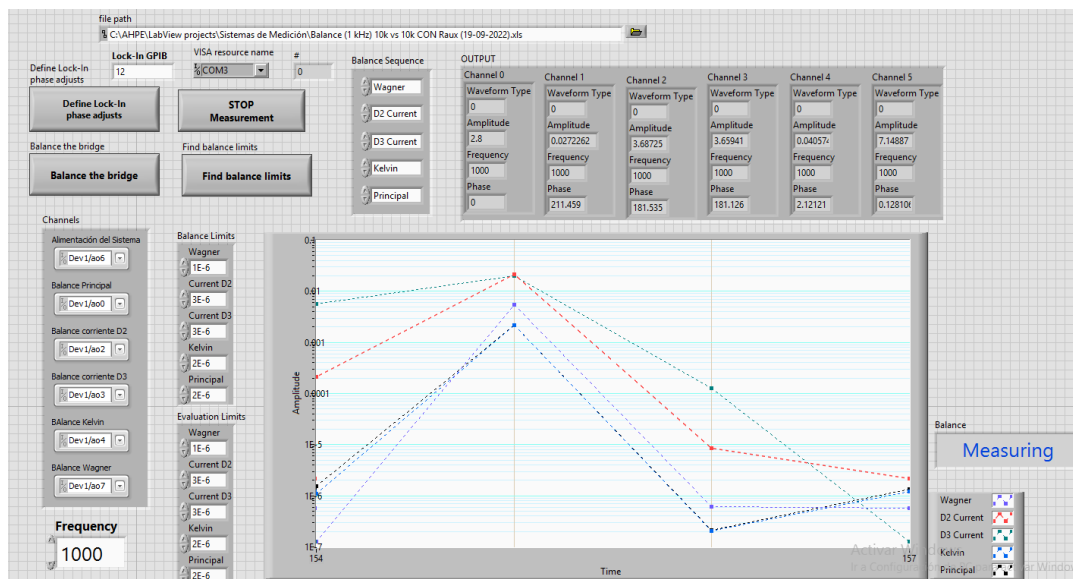 file path
C:\AHPE\LabView projects\Sistemas de Medición\Balance (1 kHz) 10k vs 10k CON Raux (19-09-2022).xls
Define Lock-In
phase adjusts
Lock-In GPIB
12
VISA resource name
COM3
#
0
Balance Sequence
Wagner
D2 Current
D3 Current
Kelvin
Principal
Define Lock-In
phase adjusts
STOP
Measurement
Balance the bridge
Find balance limits
Balance the bridge
Find balance limits
OUTPUT
Channel 0
Waveform Type
0
Amplitude
2.8
Frequency
1000
Phase
0
Channel 1
Waveform Type
0
Amplitude
0.0272262
Frequency
1000
Phase
211.459
Channel 2
Waveform Type
0
Amplitude
3.68725
Frequency
1000
Phase
181.535
Channel 3
Waveform Type
0
Amplitude
3.65941
Frequency
1000
Phase
181.126
Channel 4
Waveform Type
0
Amplitude
0.04057
Frequency
1000
Phase
2.12121
Channel 5
Waveform Type
0
Amplitude
7.14887
Frequency
1000
Phase
0.12810
Channels
Alimentación del Sistema
Dev1/ao6
Balance Principal
Dev1/ao0
Balance corriente D2
Dev1/ao2
Balance corriente D3
Dev1/ao3
BAlance Kelvin
Dev1/ao4
BAlance Wagner
Dev1/ao7
Frequency
1000
Balance Limits
Wagner
1E-6
Current D2
3E-6
Current D3
3E-6
Kelvin
2E-6
Principal
2E-6
Evaluation Limits
Wagner
1E-6
Current D2
3E-6
Current D3
3E-6
Kelvin
2E-6
Principal
2E-6
Amplitude
0.1
0.01
0.001
0.0001
1E-5
1E-6
1E-7
154
157
Time
Balance
Measuring
Wagner
D2 Current
D3 Current
Kelvin
Principal